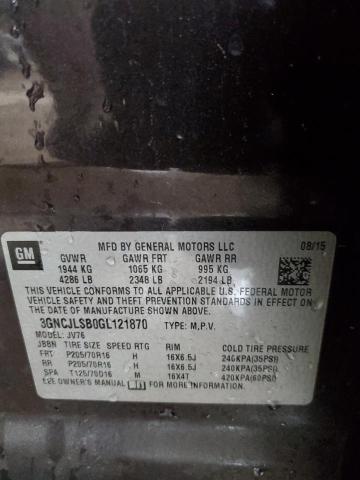 GM
MFD BY GENERAL MOTORS LLC 08/15
GVWR GAWR FRT GAWR RR
1944 KG 1065 KG 995 KG
4286 LB 2348 LB 2194 LB
THIS VEHICLE CONFORMS TO ALL APPLICABLE U.S. FEDERAL MOTOR
VEHICLE SAFETY AND THEFT PREVENTION STANDARDS IN EFFECT ON
THE DATE OF MANUFACTURE SHOWN ABOVE.
3GNCJLSB0GL121870 TYPE: M.P.V.
MODEL: JV76
JBBN TIRE SIZE SPEED RTG RIM COLD TIRE PRESSURE
FRT P205/70R16 H 16X6.5J 240KPA(35PSI)
RR P205/70R16 H 16X6.5J 240KPA(35PSI)
SPA T125/70D16 M 16X4T 420KPA(60PSI)
SEE OWNER'S MANUAL FOR MORE INFORMATION.